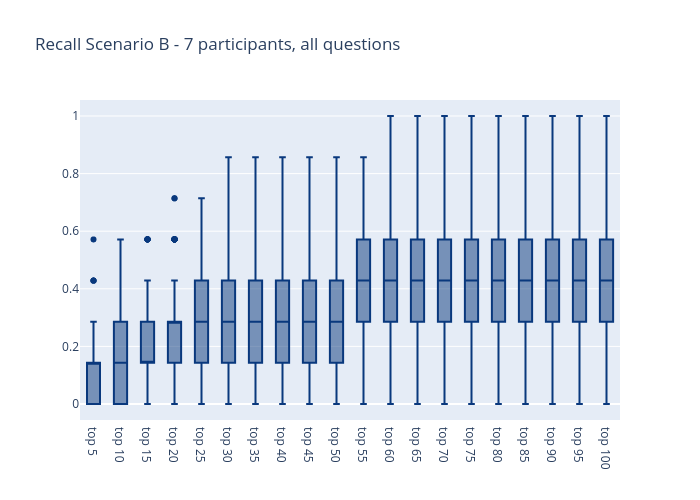 Recall Scenario B - 7 participants, all questions
1
0.8
0.6
0.4
0.2
0
top 5
top 10
top 15
top 20
top 25
top 30
top 35
top 40
top 45
top 50
top 55
top 60
top 65
top 70
top 75
top 80
top 85
top 90
top 95
top 100